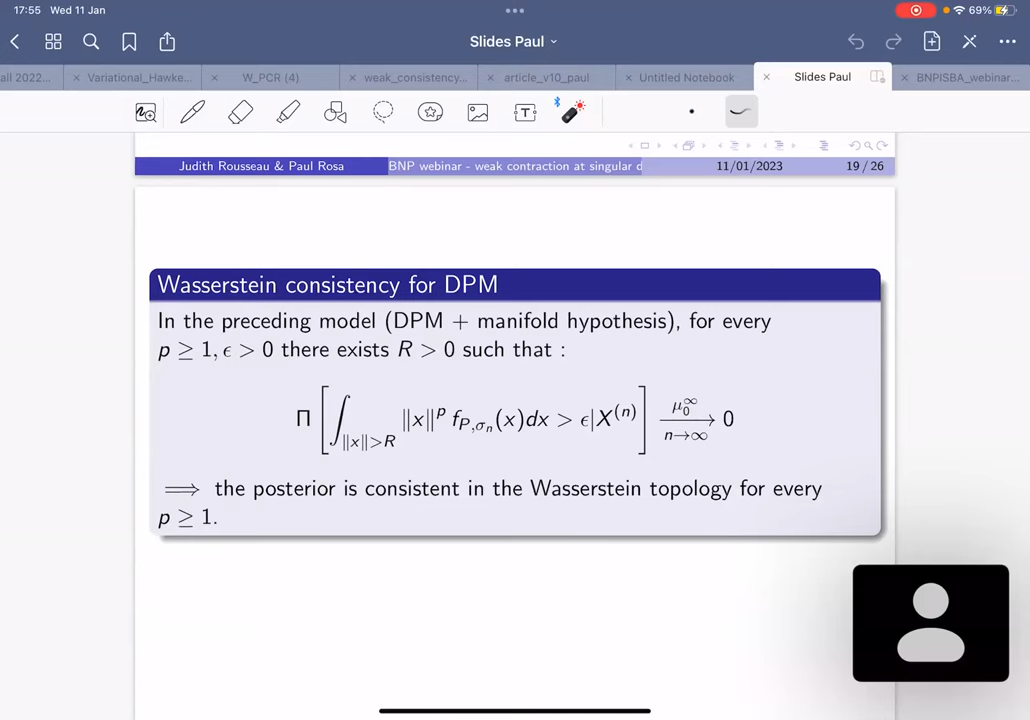 17:55 Wed 11 Jan
69%
Slides Paul
all 2022...
Variational_Hawke...
W_PCR (4)
weak_consistency...
article_v10_paul
Untitled Notebook
Slides Paul
BNPISBA_webinar...
Judith Rousseau & Paul Rosa BNP webinar - weak contraction at singular d 11/01/2023 19 / 26
Wasserstein consistency for DPM
In the preceding model (DPM + manifold hypothesis), for every
p ≥ 1, ϵ > 0 there exists R > 0 such that :
Π [ ∫_{‖x‖>R} ‖x‖^p f_{P,σ_n}(x)dx > ϵ|X^{(n)} ] \xrightarrow[n→∞]{μ_0^∞} 0
⟹ the posterior is consistent in the Wasserstein topology for every
p ≥ 1.